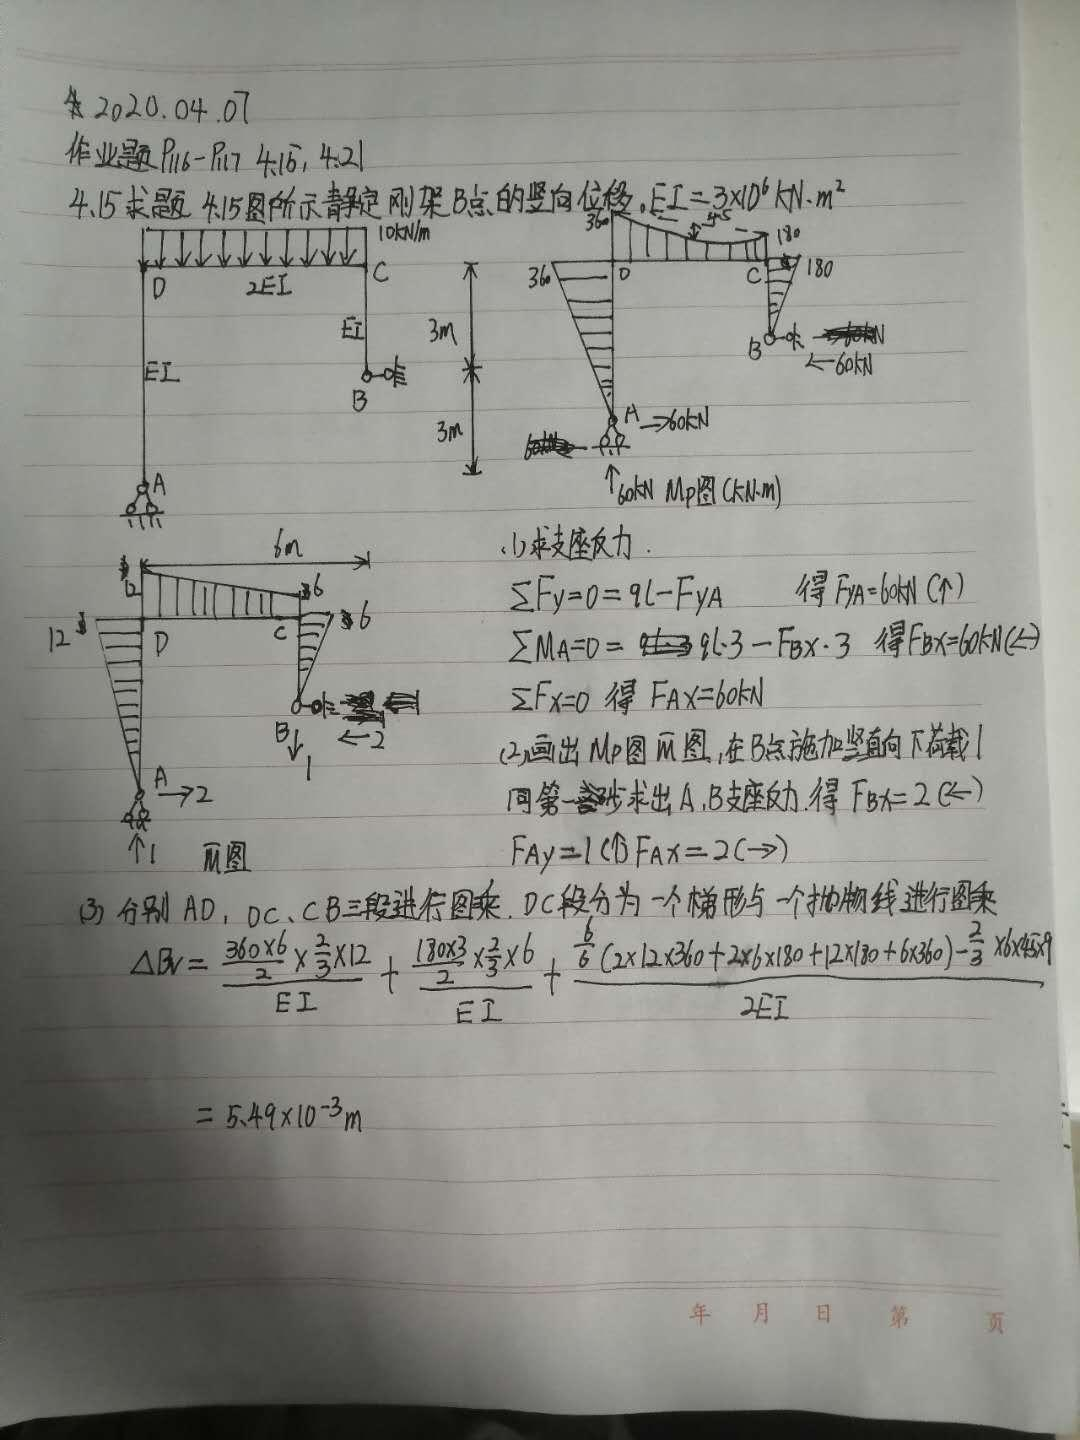 2020.04.07
作业题 P116-P117 4.15, 4.21
4.15 求题 4.15图所示静定刚架B点的竖向位移, EI=3×10⁶ KN·m²
10KN/m
D 2EI C
EI
EI
B
A
3m
3m
6m
360 45 180
360 D C 180
B
←60KN
A →60KN
↑60KN Mp图 (KN·m)
12 6
12 D C 6
B ←2
↓1
A →2
↑1 M̄图
(1) 求支座反力.
ΣFy=0=qL-FyA 得 FyA=60KN(↑)
ΣMA=0= qL·3-FBx·3 得FBx=60KN(←)
ΣFx=0 得 FAx=60KN
(2) 画出Mp图 M̄图, 在B点施加竖直向下荷载1
同第一步求出A, B支座反力. 得 FBx=2(←)
FAy=1(↑) FAx=2(→)
(3) 分别 AD, DC、CB三段进行图乘. DC段分为一个梯形与一个抛物线进行图乘
ΔBv = (360×6/2 × 2/3 ×12)/EI + (180×3/2 × 2/3 ×6)/EI + (6/6 (2×12×360+2×6×180+12×180+6×360) - 2/3 ×6×45×9)/2EI
= 5.49×10⁻³m
年 月 日 第 页